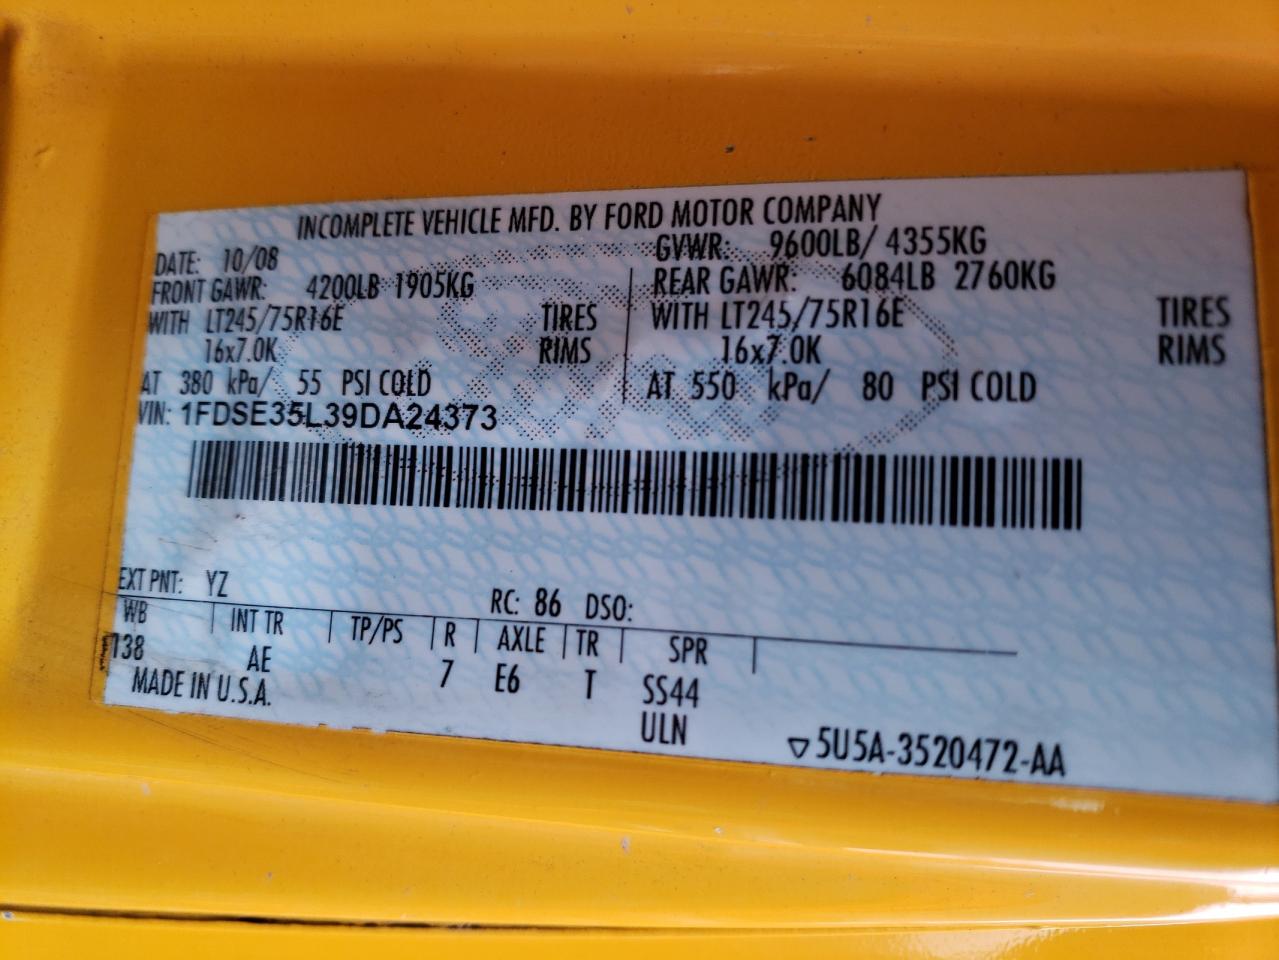 INCOMPLETE VEHICLE MFD. BY FORD MOTOR COMPANY
DATE: 10/08 GVWR: 9600LB/ 4355KG
FRONT GAWR: 4200LB 1905KG REAR GAWR: 6084LB 2760KG
WITH LT245/75R16E TIRES WITH LT245/75R16E TIRES
16x7.0K RIMS 16x7.0K RIMS
AT 380 kPa/ 55 PSI COLD AT 550 kPa/ 80 PSI COLD
VIN: 1FDSE35L39DA24373
EXT PNT: YZ RC: 86 DSO:
WB INT TR TP/PS R AXLE TR SPR
138 AE 7 E6 T SS44
MADE IN U.S.A. ULN
▽5U5A-3520472-AA